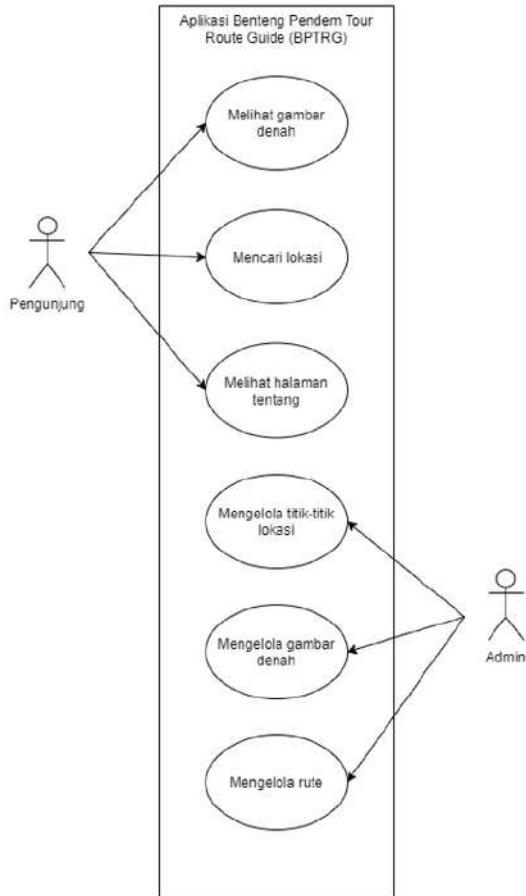 Aplikasi Benteng Pendem Tour
Route Guide (BPTRG)
Melihat gambar
denah
Mencari lokasi
Pengunjung
Melihat halaman
tentang
Mengelola titik-titik
lokasi
Mengelola gambar
denah
Admin
Mengelola rute